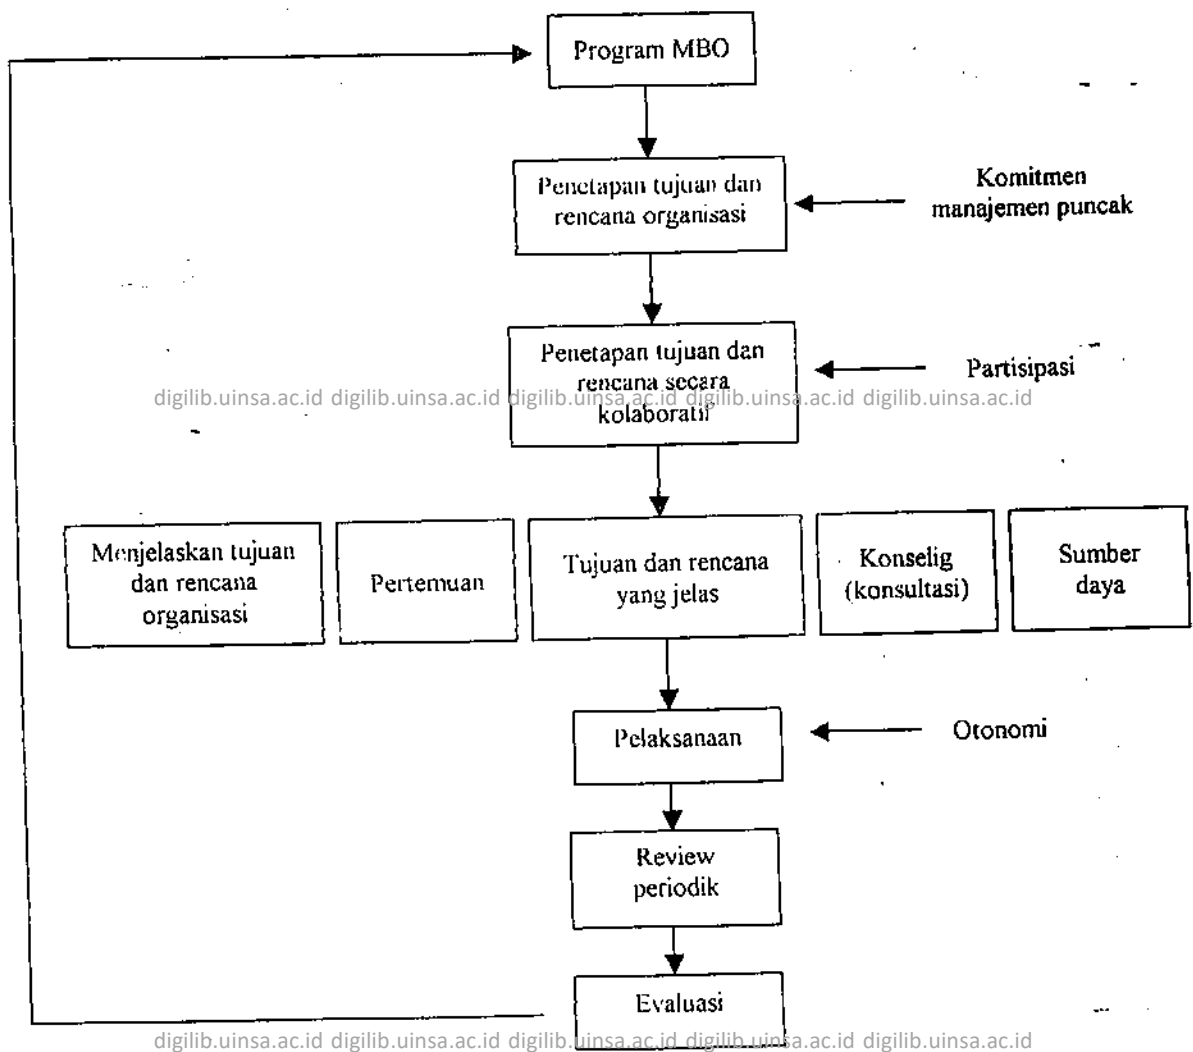 Program MBO
Penetapan tujuan dan
rencana organisasi
Komitmen
manajemen puncak
Penetapan tujuan dan
rencana secara
kolaboratif
Partisipasi
digilib.uinsa.ac.id digilib.uinsa.ac.id digilib.uinsa.ac.id digilib.uinsa.ac.id digilib.uinsa.ac.id
Menjelaskan tujuan
dan rencana
organisasi
Pertemuan
Tujuan dan rencana
yang jelas
Konselig
(konsultasi)
Sumber
daya
Pelaksanaan
Otonomi
Review
periodik
Evaluasi
digilib.uinsa.ac.id digilib.uinsa.ac.id digilib.uinsa.ac.id digilib.uinsa.ac.id digilib.uinsa.ac.id